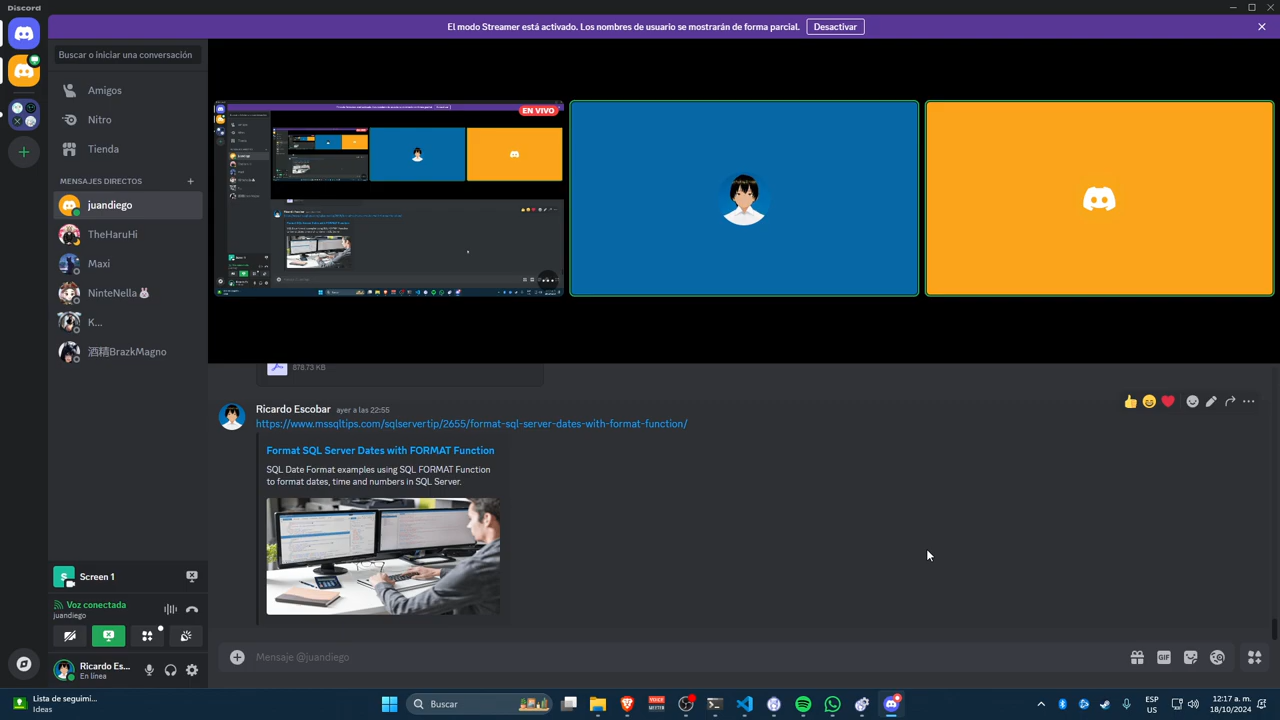 Discord
El modo Streamer está activado. Los nombres de usuario se mostrarán de forma parcial.
Desactivar
Buscar o iniciar una conversación
Amigos
Nitro
Tienda
MENSAJES DIRECTOS
juandiego
TheHaruHi
Maxi
NinteNella🐰
K...
酒精BrazkMagno
EN VIVO
878.73 KB
Ricardo Escobar ayer a las 22:55
https://www.mssqltips.com/sqlservertip/2655/format-sql-server-dates-with-format-function/
Format SQL Server Dates with FORMAT Function
SQL Date Format examples using SQL FORMAT Function
to format dates, time and numbers in SQL Server.
Screen 1
Voz conectada
juandiego
Ricardo Es...
En línea
Mensaje @juandiego
GIF
Lista de seguimi...
Ideas
Buscar
ESP
US
12:17 a. m.
18/10/2024